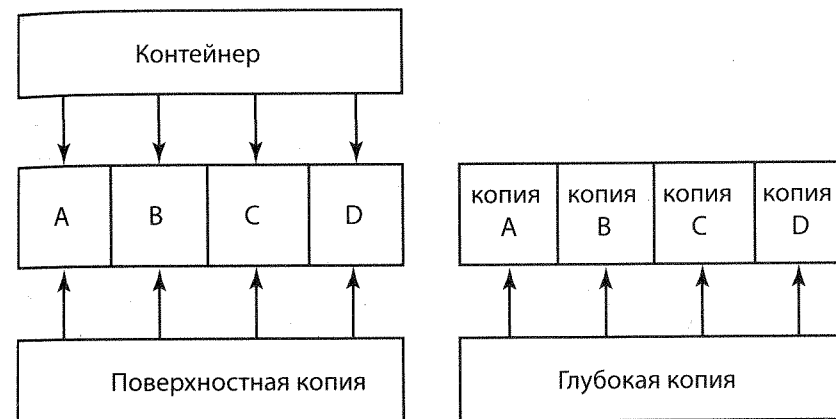 Контейнер
A B C D
копия копия копия копия
A B C D
Поверхностная копия
Глубокая копия